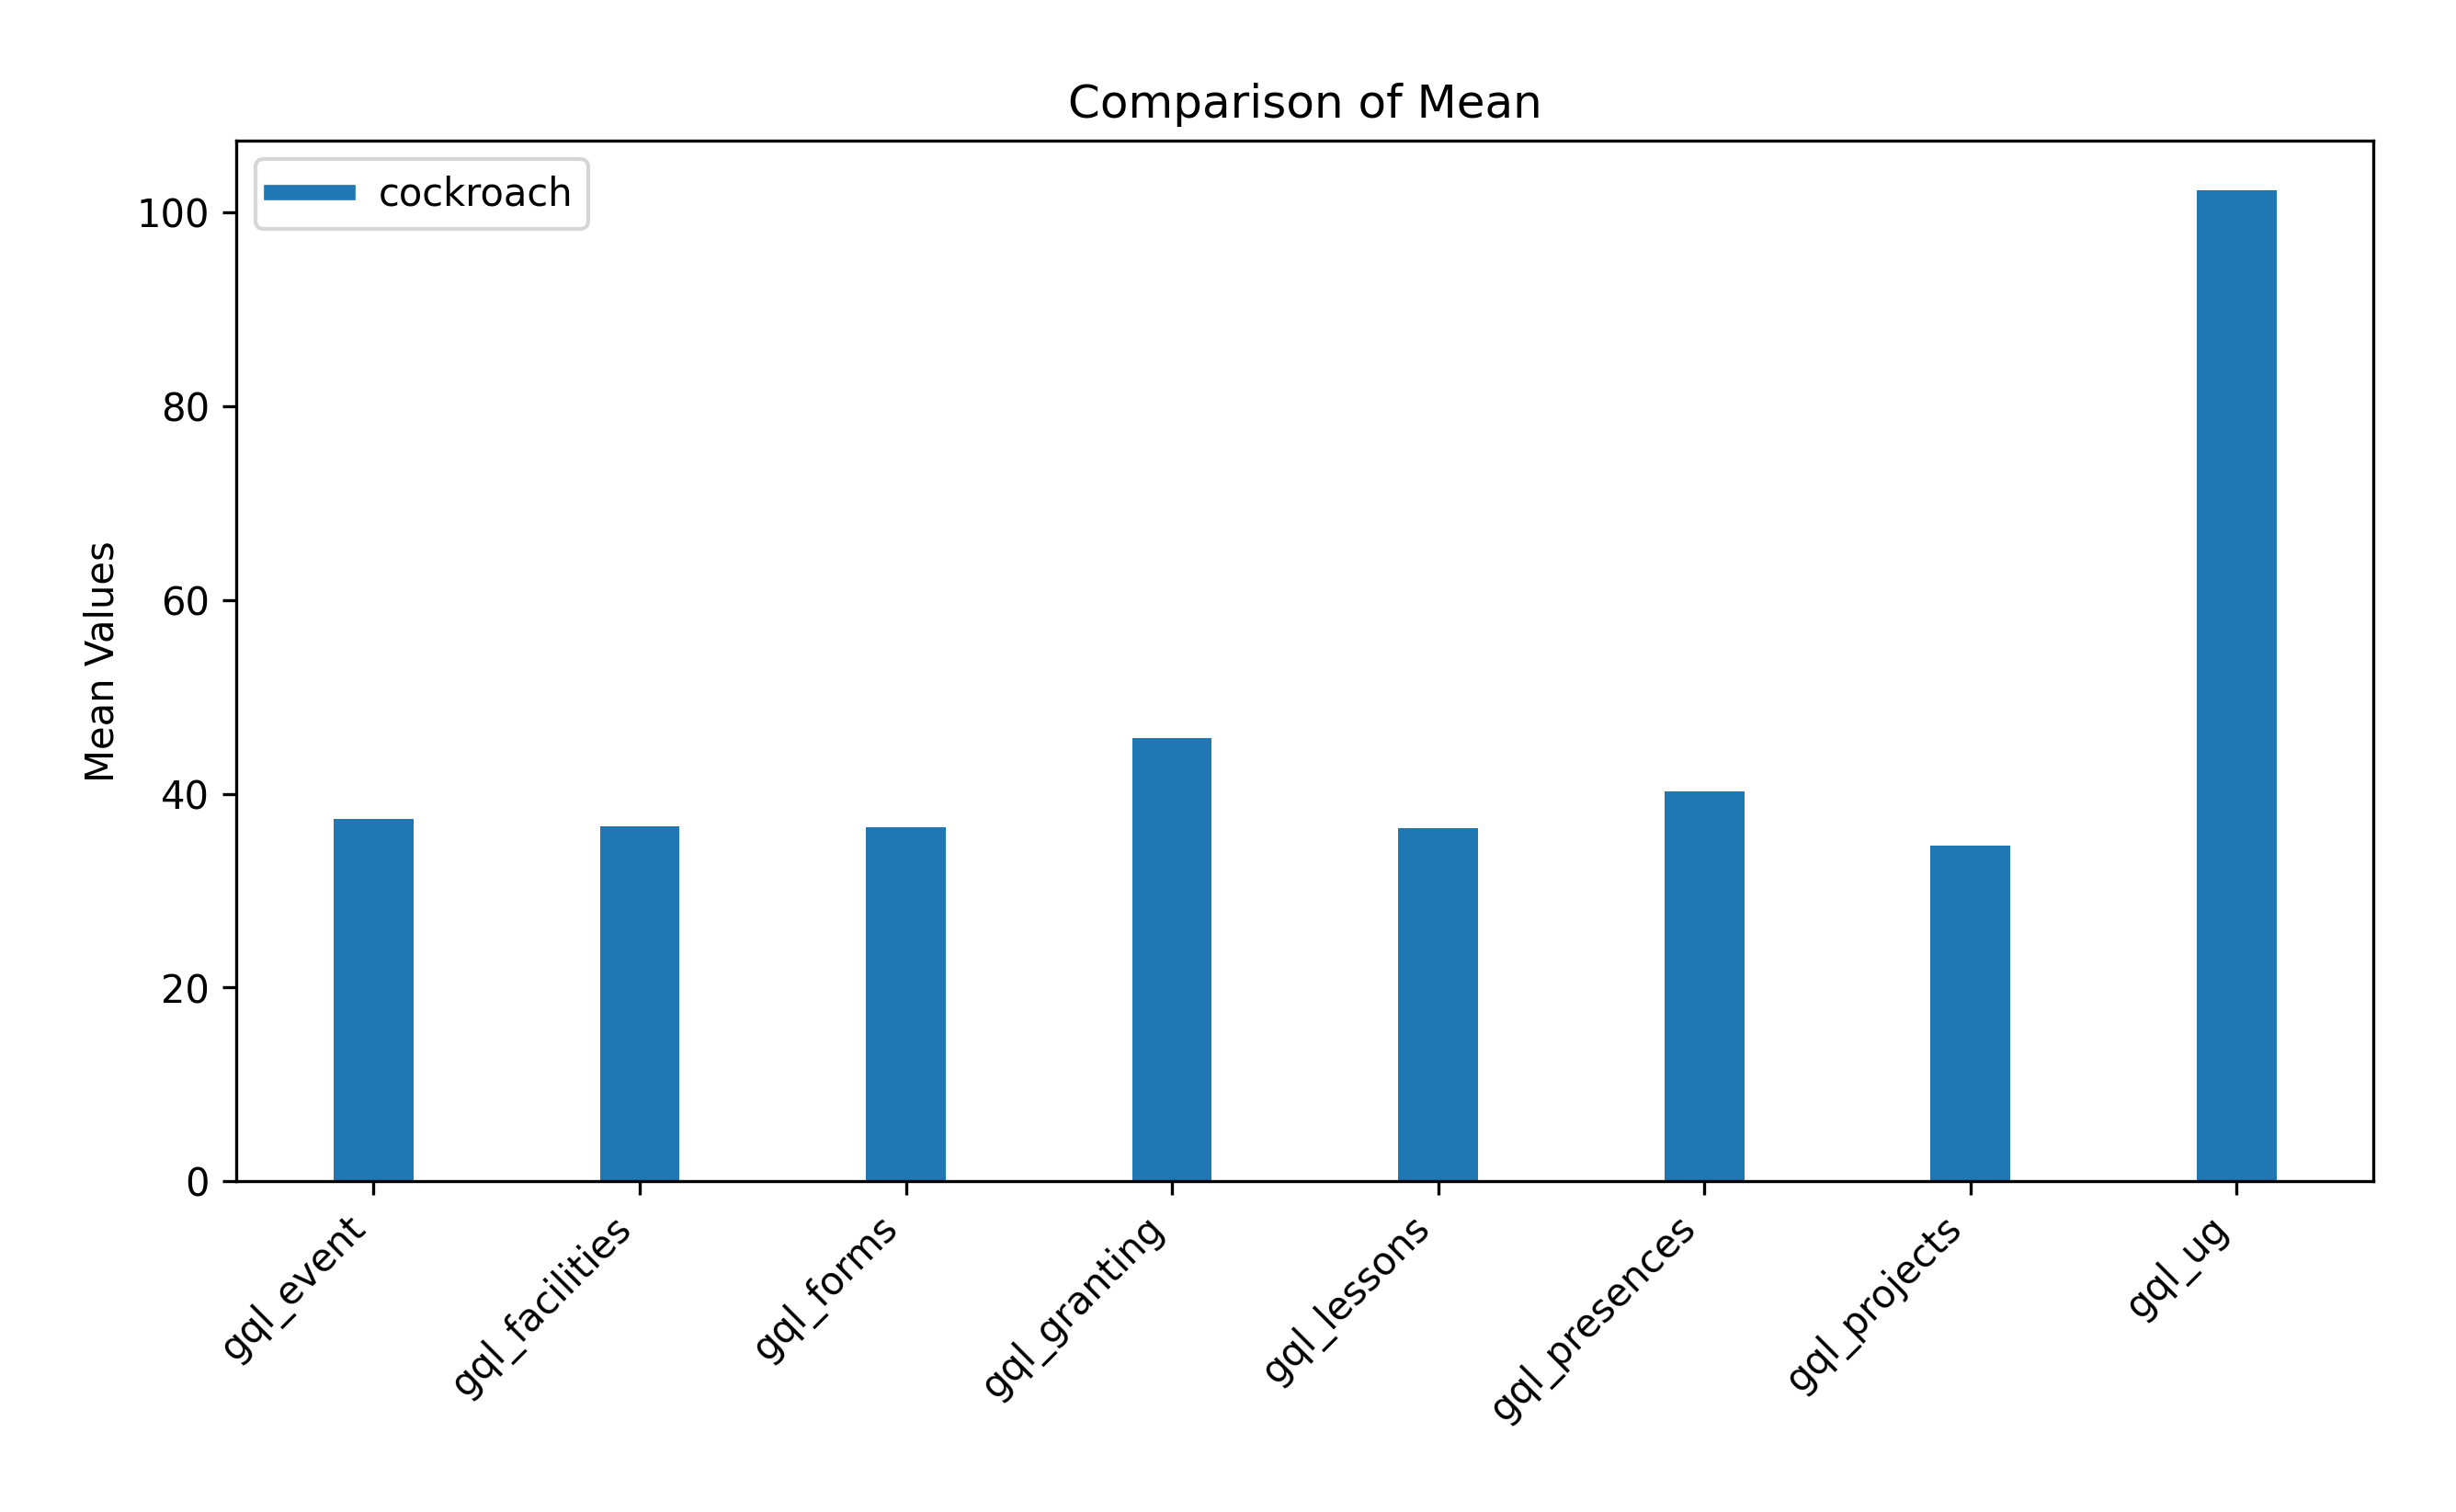 Comparison of Mean
cockroach
Mean Values
100
80
60
40
20
0
gql_event
gql_facilities
gql_forms
gql_granting
gql_lessons
gql_presences
gql_projects
gql_ug